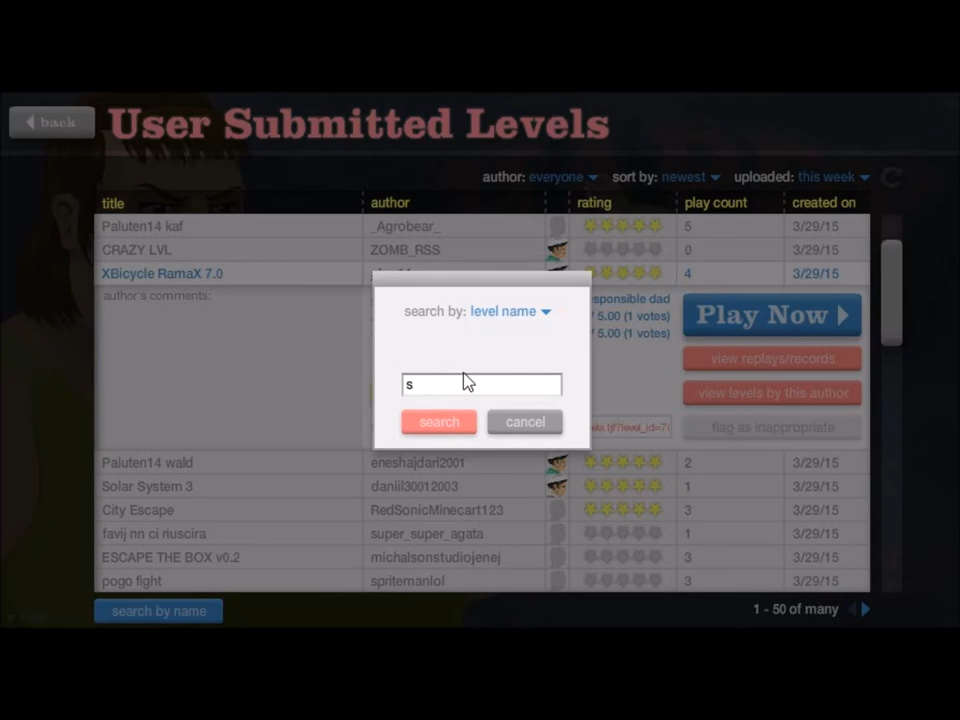 back
User Submitted Levels
author: everyone sort by: newest uploaded: this week
title author rating play count created on
Paluten14 kaf _Agrobear_ 5 3/29/15
CRAZY LVL ZOMB_RSS 0 3/29/15
XBicycle RamaX 7.0 4 3/29/15
author's comments:
search by: level name
s
search cancel
sponsible dad
/ 5.00 (1 votes)
/ 5.00 (1 votes)
els.tjf?level_id=7
Play Now
view replays/records
view levels by this author
flag as inappropriate
Paluten14 wald eneshajdari2001 2 3/29/15
Solar System 3 daniil30012003 1 3/29/15
City Escape RedSonicMinecart123 3 3/29/15
favij nn ci riuscira super_super_agata 1 3/29/15
ESCAPE THE BOX v0.2 michalsonstudiojenej 3 3/29/15
pogo fight spritemanlol 3 3/29/15
search by name 1 - 50 of many